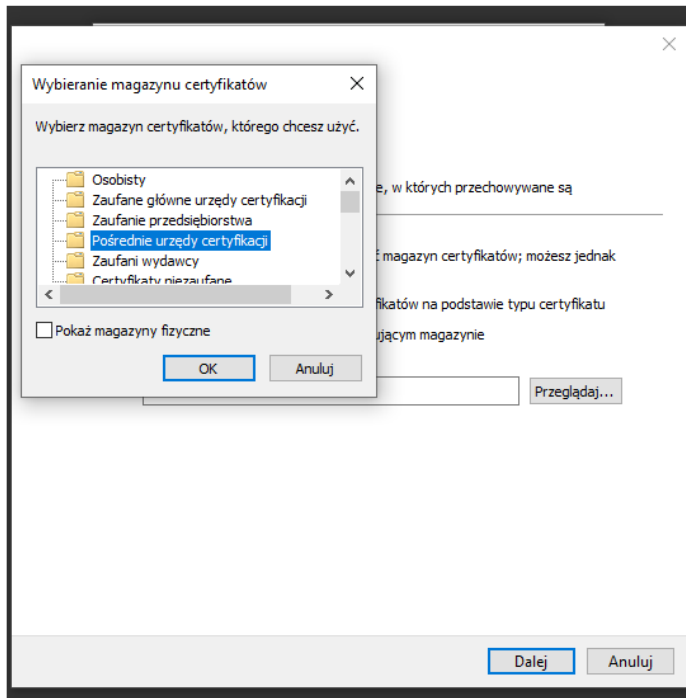 Wybieranie magazynu certyfikatów
Wybierz magazyn certyfikatów, którego chcesz użyć.
Osobisty
Zaufane główne urzędy certyfikacji
Zaufanie przedsiębiorstwa
Pośrednie urzędy certyfikacji
Zaufani wydawcy
Certyfikaty niezaufane
Pokaż magazyny fizyczne
OK
Anuluj
w których przechowywane są
magazyn certyfikatów; możesz jednak
na podstawie typu certyfikatu
magazynie
Przeglądaj...
Dalej
Anuluj